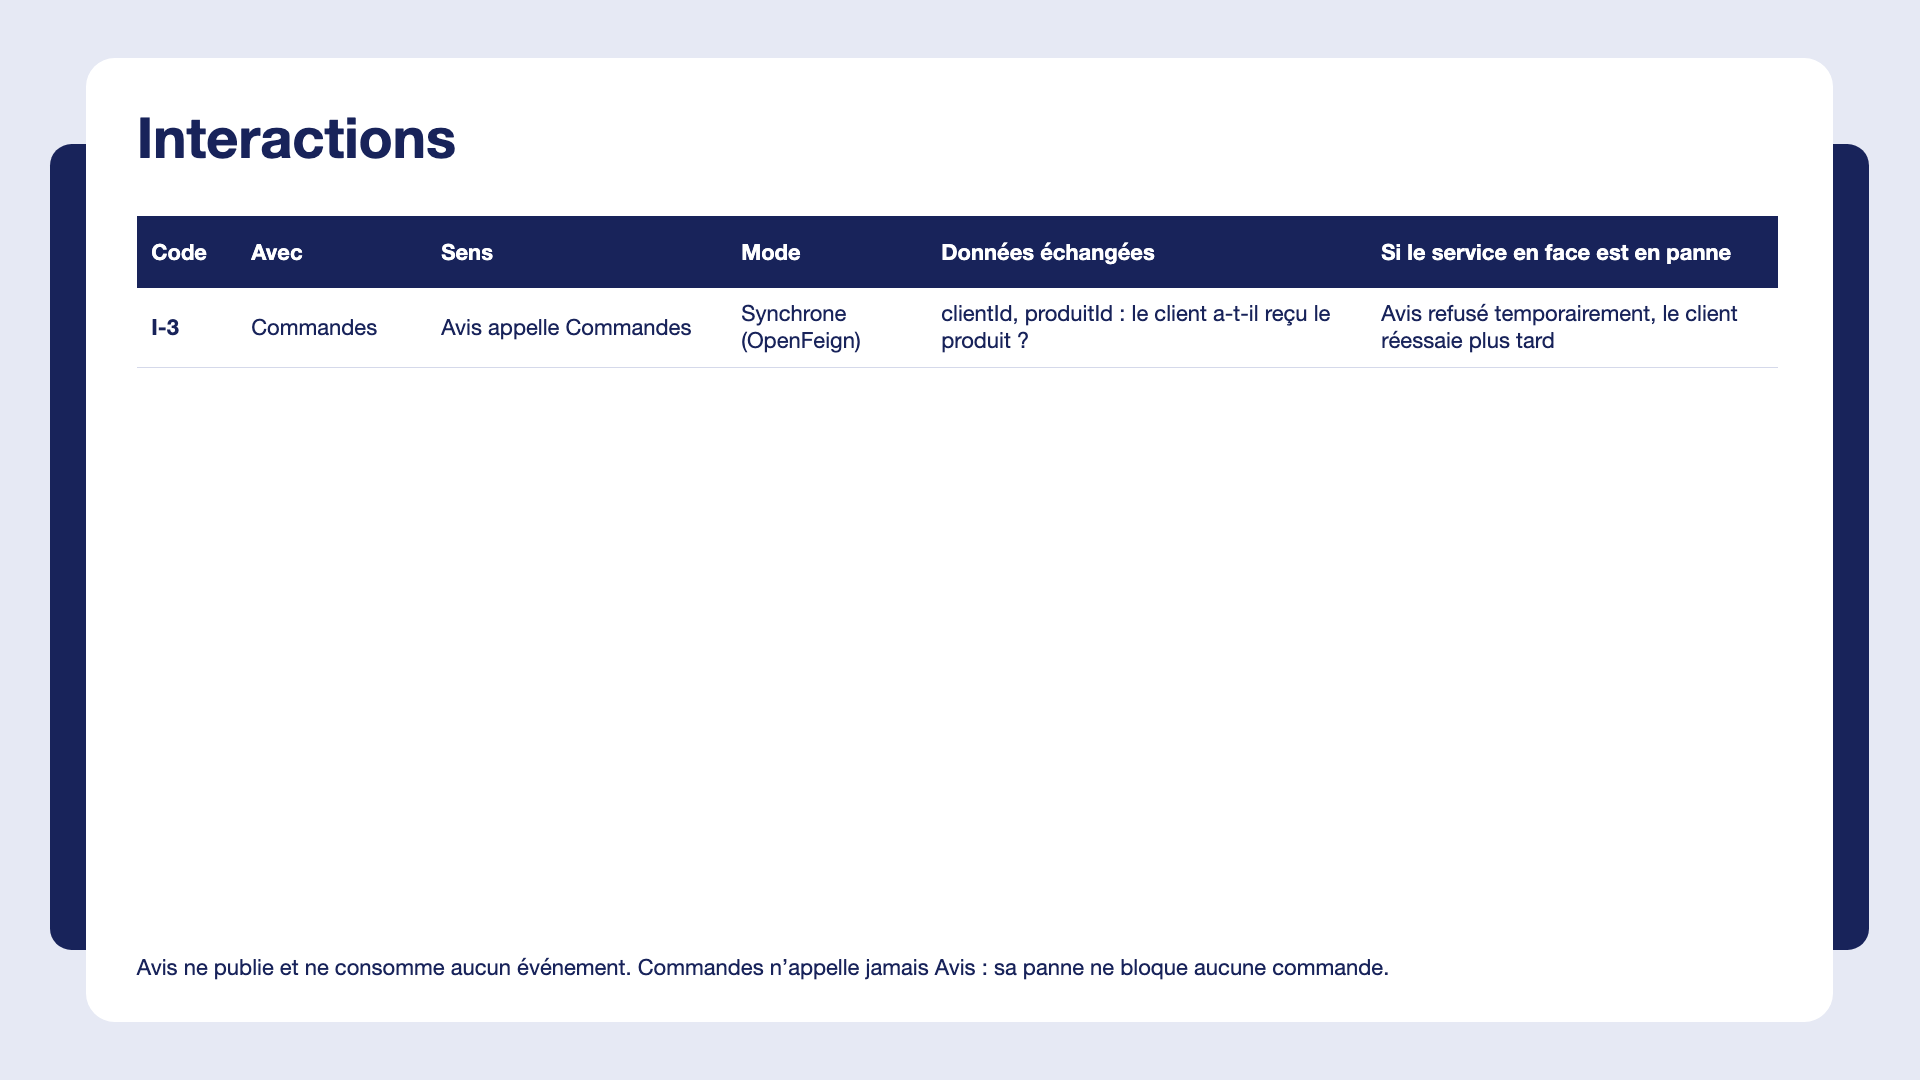 Interactions
Code Avec Sens Mode Données échangées Si le service en face est en panne
I-3 Commandes Avis appelle Commandes Synchrone (OpenFeign) clientId, produitId : le client a-t-il reçu le produit ? Avis refusé temporairement, le client réessaie plus tard
Avis ne publie et ne consomme aucun événement. Commandes n’appelle jamais Avis : sa panne ne bloque aucune commande.